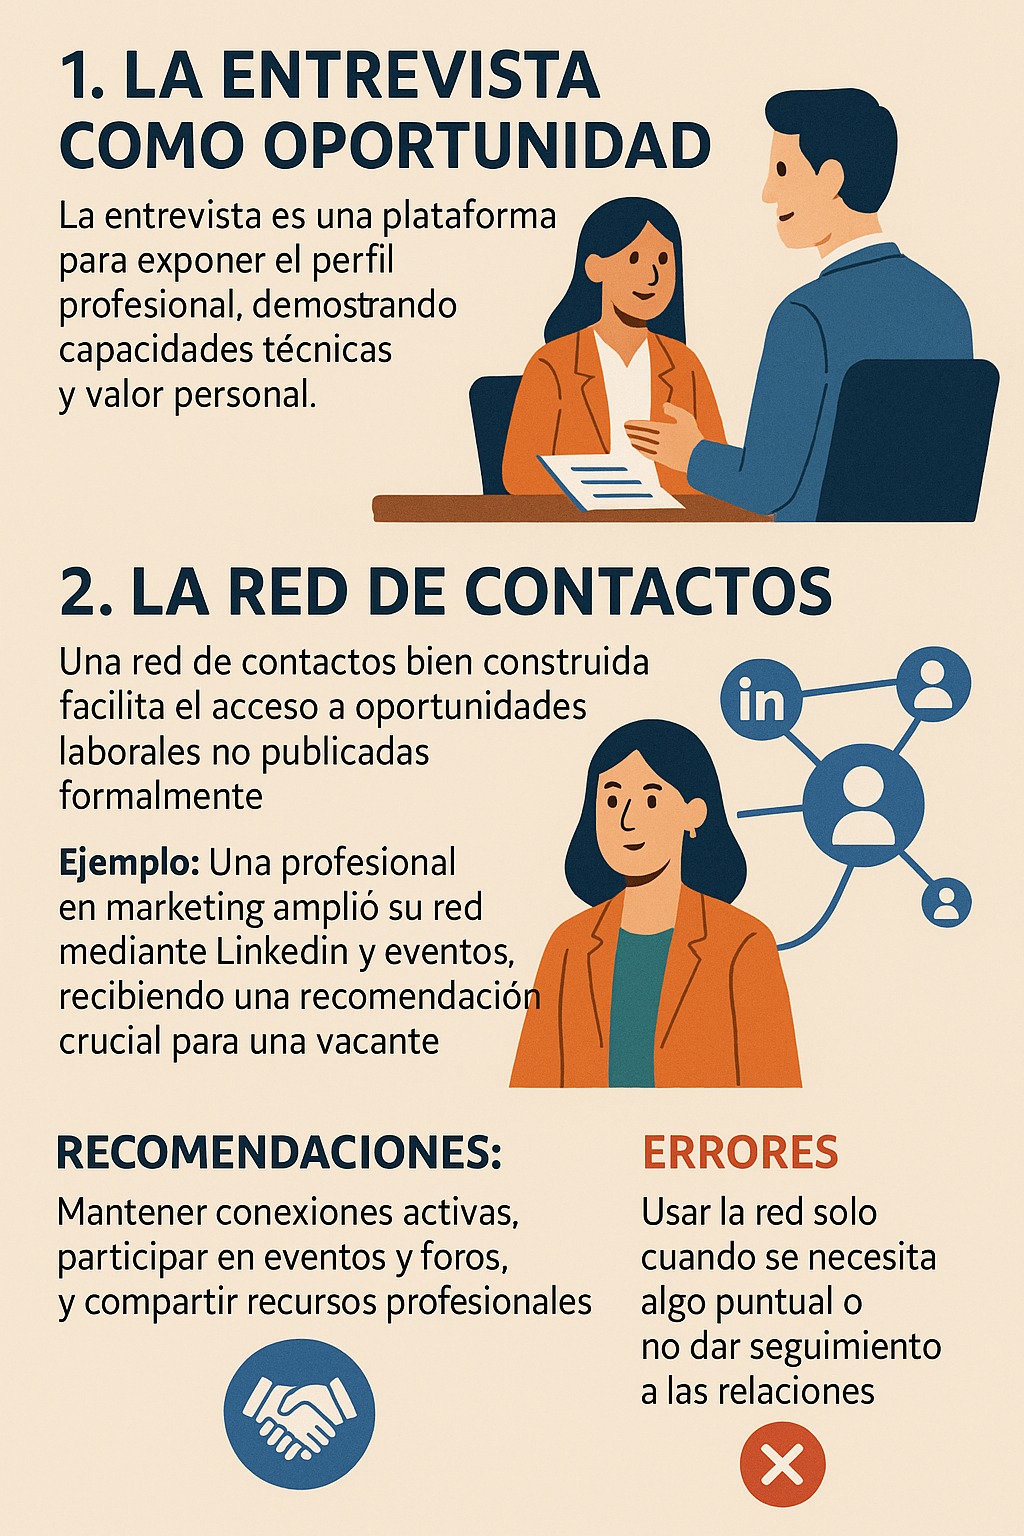 1. LA ENTREVISTA
COMO OPORTUNIDAD
La entrevista es una plataforma
para exponer el perfil
profesional, demostrando
capacidades técnicas
y valor personal.
2. LA RED DE CONTACTOS
Una red de contactos bien construida
facilita el acceso a oportunidades
laborales no publicadas
formalmente
in
Ejemplo: Una profesional
en marketing amplió su red
mediante Linkedin y eventos,
recibiendo una recomendación
crucial para una vacante
RECOMENDACIONES:
Mantener conexiones activas,
participar en eventos y foros,
y compartir recursos profesionales
ERRORES
Usar la red solo
cuando se necesita
algo puntual o
no dar seguimiento
a las relaciones